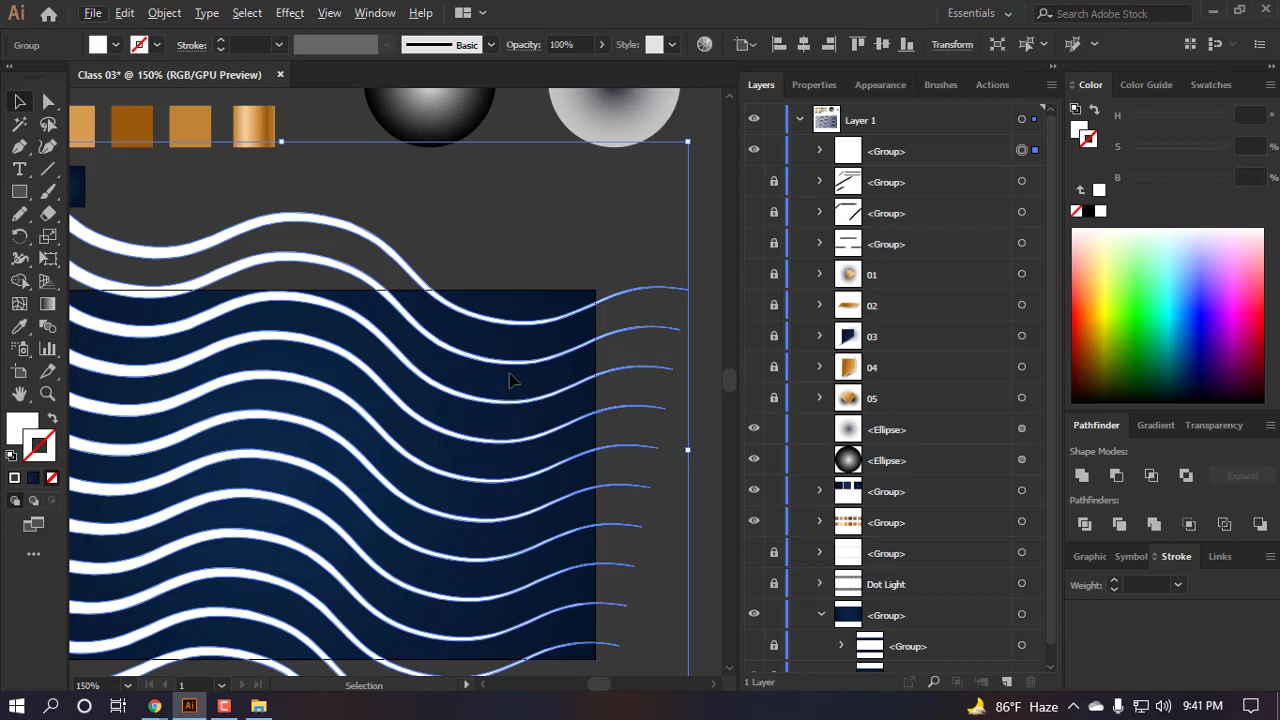 Ai File Edit Object Type Select Effect View Window Help Essentials Search Adobe Stock
Group Stroke: Basic Opacity: 100% Style: Transform
Class 03* @ 150% (RGB/GPU Preview) ×
Layers Properties Appearance Brushes Actions
Color Color Guide Swatches
Layer 1
<Group>
<Group>
<Group>
<Group>
01
02
03
04
05
<Ellipse>
<Ellipse>
<Group>
<Group>
<Group>
Dot Light
<Group>
<Group>
H °
S %
B %
Pathfinder Gradient Transparency
Shape Modes:
Expand
Pathfinders:
Graphic Symbol Stroke Links
Weight:
150% 1 Selection
1 Layer
Ai 86°F Haze 9:41 PM